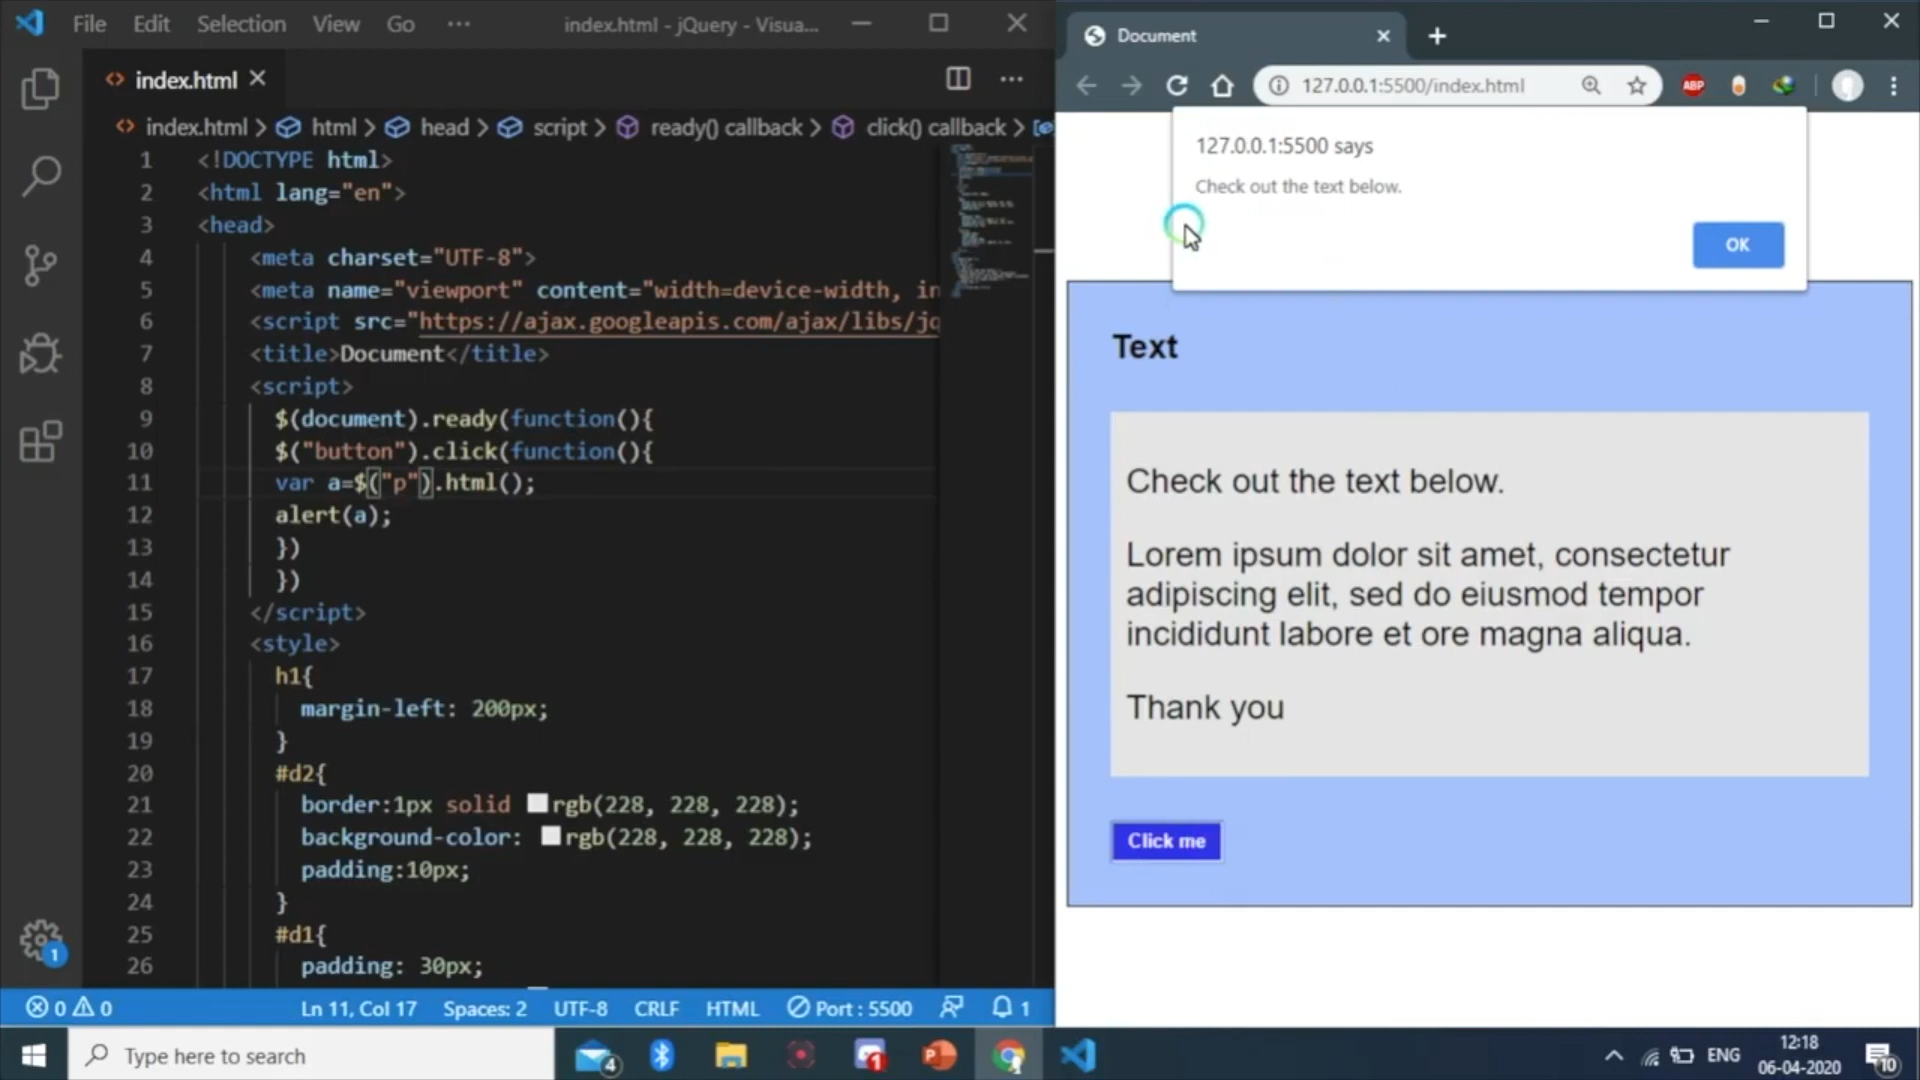 File Edit Selection View Go ... index.html - jQuery - Visua...
index.html
index.html > html > head > script > ready() callback > click() callback >
1 <!DOCTYPE html>
2 <html lang="en">
3 <head>
4 <meta charset="UTF-8">
5 <meta name="viewport" content="width=device-width, in
6 <script src="https://ajax.googleapis.com/ajax/libs/jq
7 <title>Document</title>
8 <script>
9 $(document).ready(function(){
10 $("button").click(function(){
11 var a=$("p").html();
12 alert(a);
13 })
14 })
15 </script>
16 <style>
17 h1{
18 margin-left: 200px;
19 }
20 #d2{
21 border:1px solid rgb(228, 228, 228);
22 background-color: rgb(228, 228, 228);
23 padding:10px;
24 }
25 #d1{
26 padding: 30px;
0 0 Ln 11, Col 17 Spaces: 2 UTF-8 CRLF HTML Port : 5500 1
1
Document
127.0.0.1:5500/index.html ABP
127.0.0.1:5500 says
Check out the text below.
OK
Text
Check out the text below.
Lorem ipsum dolor sit amet, consectetur
adipiscing elit, sed do eiusmod tempor
incididunt labore et ore magna aliqua.
Thank you
Click me
Type here to search 4 1 P ENG 12:18
06-04-2020 10